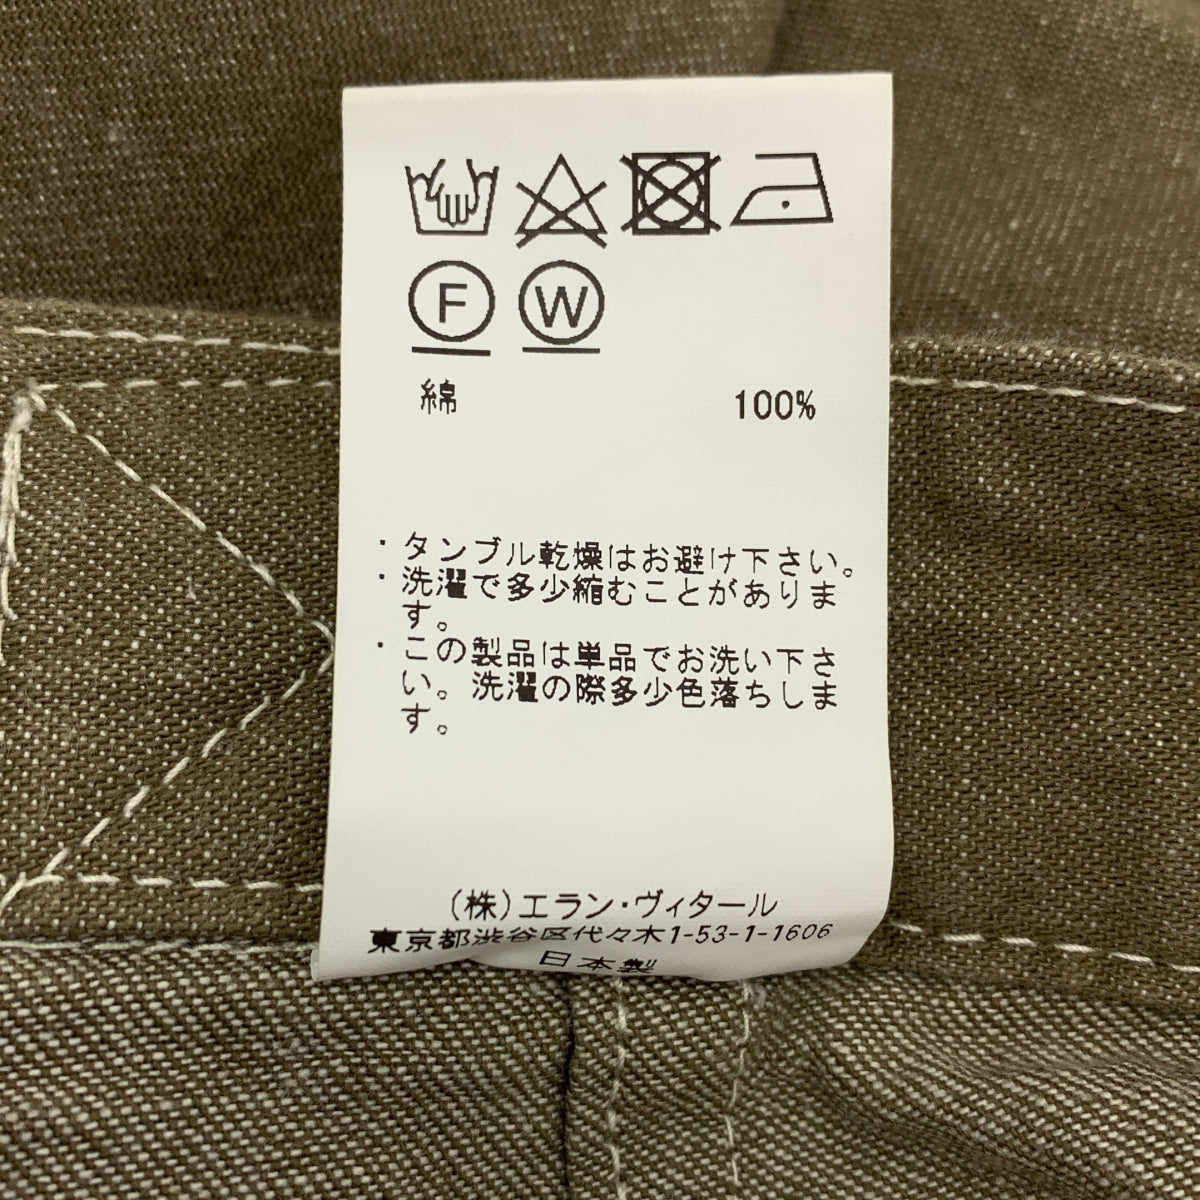 F W
綿 100%
・タンブル乾燥はお避け下さい。
・洗濯で多少縮むことがありま
す。
・この製品は単品でお洗い下さ
い。洗濯の際多少色落ちしま
す。
(株)エラン・ヴィタール
東京都渋谷区代々木1-53-1-1606
日本製